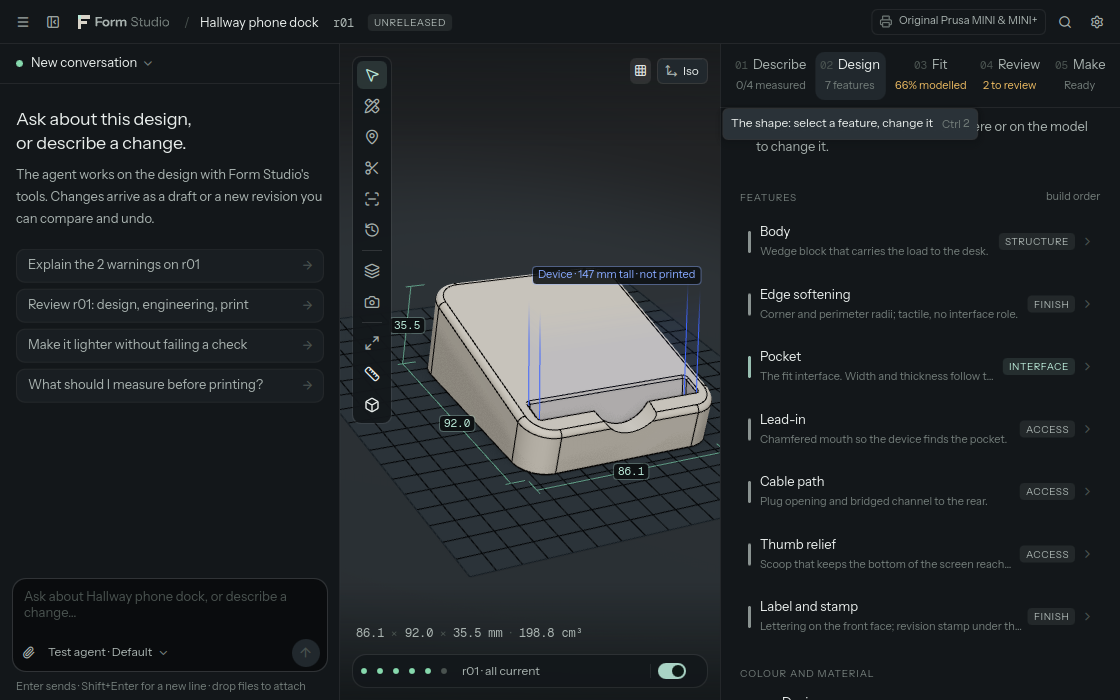 Form Studio / Hallway phone dock r01 UNRELEASED
Original Prusa MINI & MINI+
New conversation
Ask about this design,
or describe a change.
The agent works on the design with Form Studio's
tools. Changes arrive as a draft or a new revision you
can compare and undo.
Explain the 2 warnings on r01
Review r01: design, engineering, print
Make it lighter without failing a check
What should I measure before printing?
Ask about Hallway phone dock, or describe a
change…
Test agent · Default
Enter sends · Shift+Enter for a new line · drop files to attach
Iso
Device · 147 mm tall · not printed
35.5
92.0
86.1
86.1 × 92.0 × 35.5 mm · 198.8 cm³
r01 · all current
01 Describe
0/4 measured
02 Design
7 features
03 Fit
66% modelled
04 Review
2 to review
05 Make
Ready
The shape: select a feature, change it Ctrl 2
ere or on the model
to change it.
FEATURES
build order
Body
Wedge block that carries the load to the desk.
STRUCTURE
Edge softening
Corner and perimeter radii; tactile, no interface role.
FINISH
Pocket
The fit interface. Width and thickness follow t…
INTERFACE
Lead-in
Chamfered mouth so the device finds the pocket.
ACCESS
Cable path
Plug opening and bridged channel to the rear.
ACCESS
Thumb relief
Scoop that keeps the bottom of the screen reach…
ACCESS
Label and stamp
Lettering on the front face; revision stamp under th…
FINISH
COLOUR AND MATERIAL